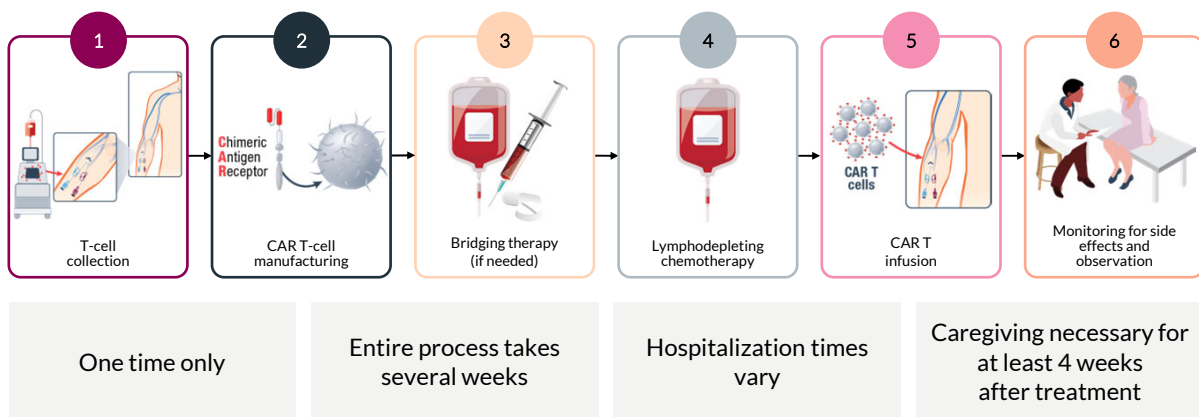 1
2
3
4
5
6
Chimeric
Antigen
Receptor
CAR T
cells
T-cell
collection
CAR T-cell
manufacturing
Bridging therapy
(if needed)
Lymphodepleting
chemotherapy
CAR T
infusion
Monitoring for side
effects and
observation
One time only
Entire process takes
several weeks
Hospitalization times
vary
Caregiving necessary for
at least 4 weeks
after treatment